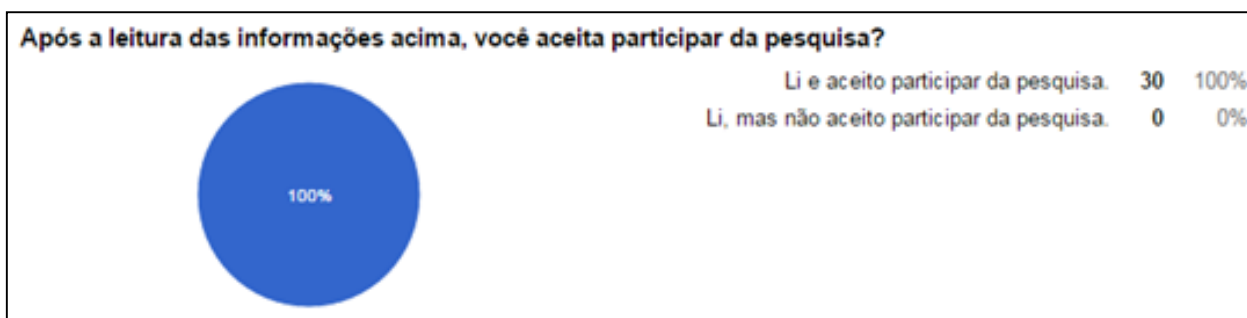 Após a leitura das informações acima, você aceita participar da pesquisa?
Li e aceito participar da pesquisa. 30 100%
Li, mas não aceito participar da pesquisa. 0 0%
100%